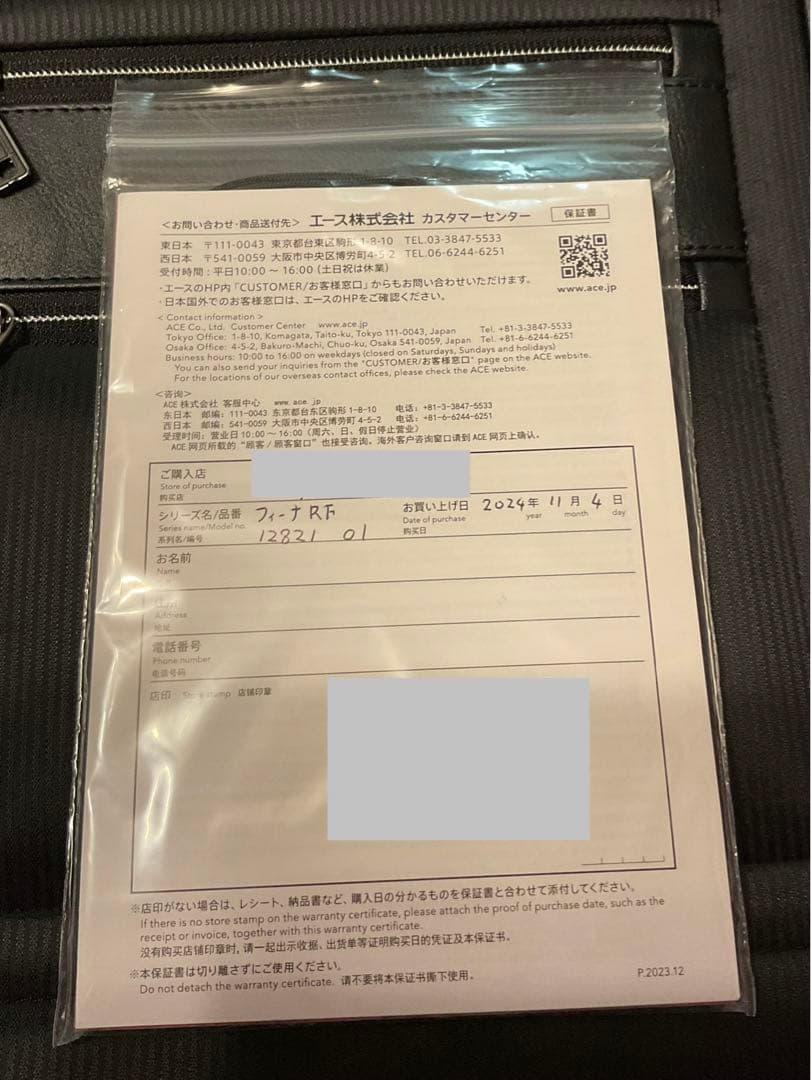 ＜お問い合わせ・商品送付先＞ エース株式会社 カスタマーセンター 保証書
東日本 〒111-0043 東京都台東区駒形1-8-10 TEL.03-3847-5533
西日本 〒541-0059 大阪市中央区博労町4-5-2 TEL.06-6244-6251
受付時間：平日10:00～16:00（土日祝は休業）
・エースのHP内「CUSTOMER/お客様窓口」からもお問い合わせいただけます。
・日本国外でのお客様窓口は、エースのHPをご確認ください。
www.ace.jp
< Contact information >
ACE Co., Ltd. Customer Center www.ace.jp
Tokyo Office: 1-8-10, Komagata, Taito-ku, Tokyo 111-0043, Japan Tel. +81-3-3847-5533
Osaka Office: 4-5-2, Bakuro-Machi, Chuo-ku, Osaka 541-0059, Japan Tel. +81-6-6244-6251
Business hours: 10:00 to 16:00 on weekdays (closed on Saturdays, Sundays and holidays)
You can also send your inquiries from the "CUSTOMER/お客様窓口" page on the ACE website.
For the locations of our overseas contact offices, please check the ACE website.
＜咨询＞
ACE 株式会社 客服中心 www.ace.jp
东日本 邮编：111-0043 东京都台东区驹形 1-8-10 电话：+81-3-3847-5533
西日本 邮编：541-0059 大阪市中央区博劳町 4-5-2 电话：+81-6-6244-6251
受理时间：营业日 10:00～16:00（周六、日、假日停止营业）
ACE 网页所载的“顾客/顾客窗口”也接受咨询。海外客户咨询窗口请到 ACE 网页上确认。
ご購入店
Store of purchase
购买店
シリーズ名/品番 フィーナRF お買い上げ日 2024年 11月 4日
Series name/Model no. Date of purchase year month day
系列名/编号 12821 01 购买日
お名前
Name
住所
Address
地址
電話番号
Phone number
电话号码
店印 Store stamp 店铺印章
※店印がない場合は、レシート、納品書など、購入日の分かるものを保証書と合わせて添付してください。
If there is no store stamp on the warranty certificate, please attach the proof of purchase date, such as the
receipt or invoice, together with this warranty certificate.
没有购买店铺印章时, 请一起出示收据、出货单等证明购买日的凭证及本保证书。
※本保証書は切り離さずにご使用ください。
Do not detach the warranty certificate. 请不要将本保证书撕下使用。
P.2023.12